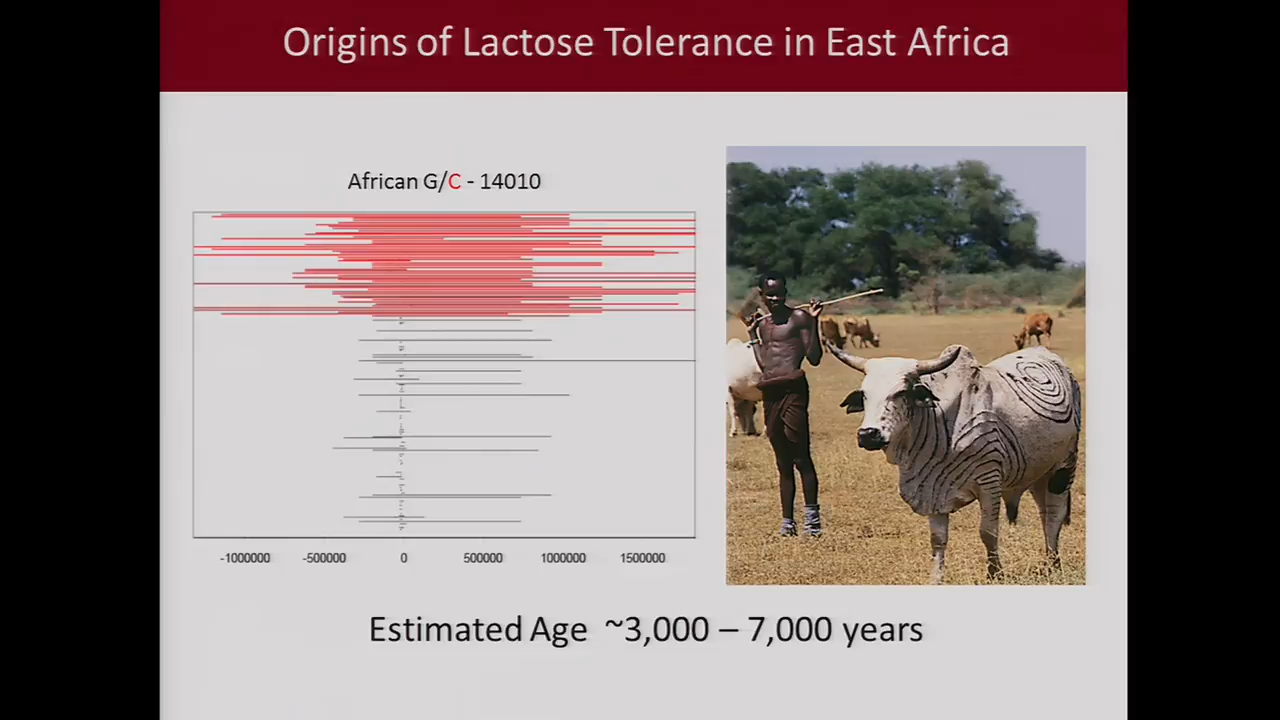 Origins of Lactose Tolerance in East Africa
African G/C - 14010
-1000000 -500000 0 500000 1000000 1500000
Estimated Age ~3,000 – 7,000 years